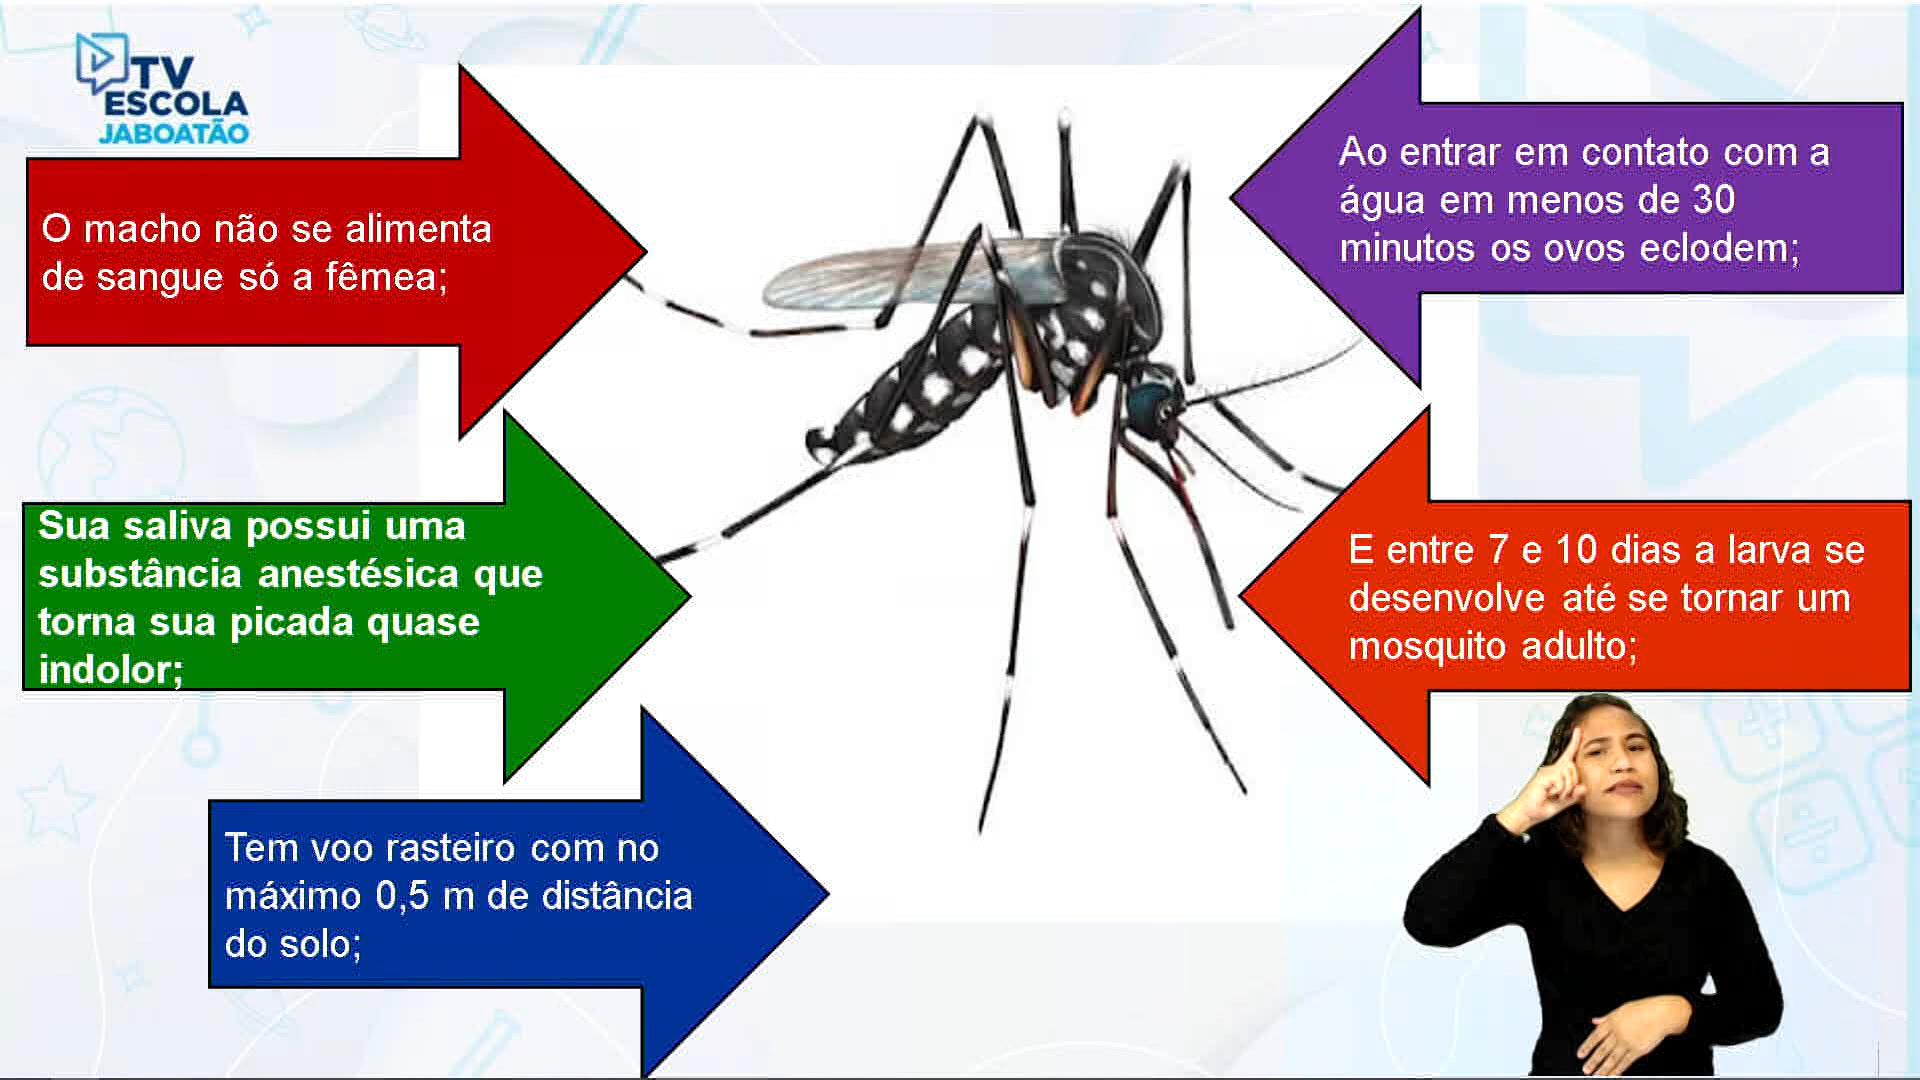 TV
ESCOLA
JABOATÃO
O macho não se alimenta
de sangue só a fêmea;
Sua saliva possui uma
substância anestésica que
torna sua picada quase
indolor;
Tem voo rasteiro com no
máximo 0,5 m de distância
do solo;
Ao entrar em contato com a
água em menos de 30
minutos os ovos eclodem;
E entre 7 e 10 dias a larva se
desenvolve até se tornar um
mosquito adulto;